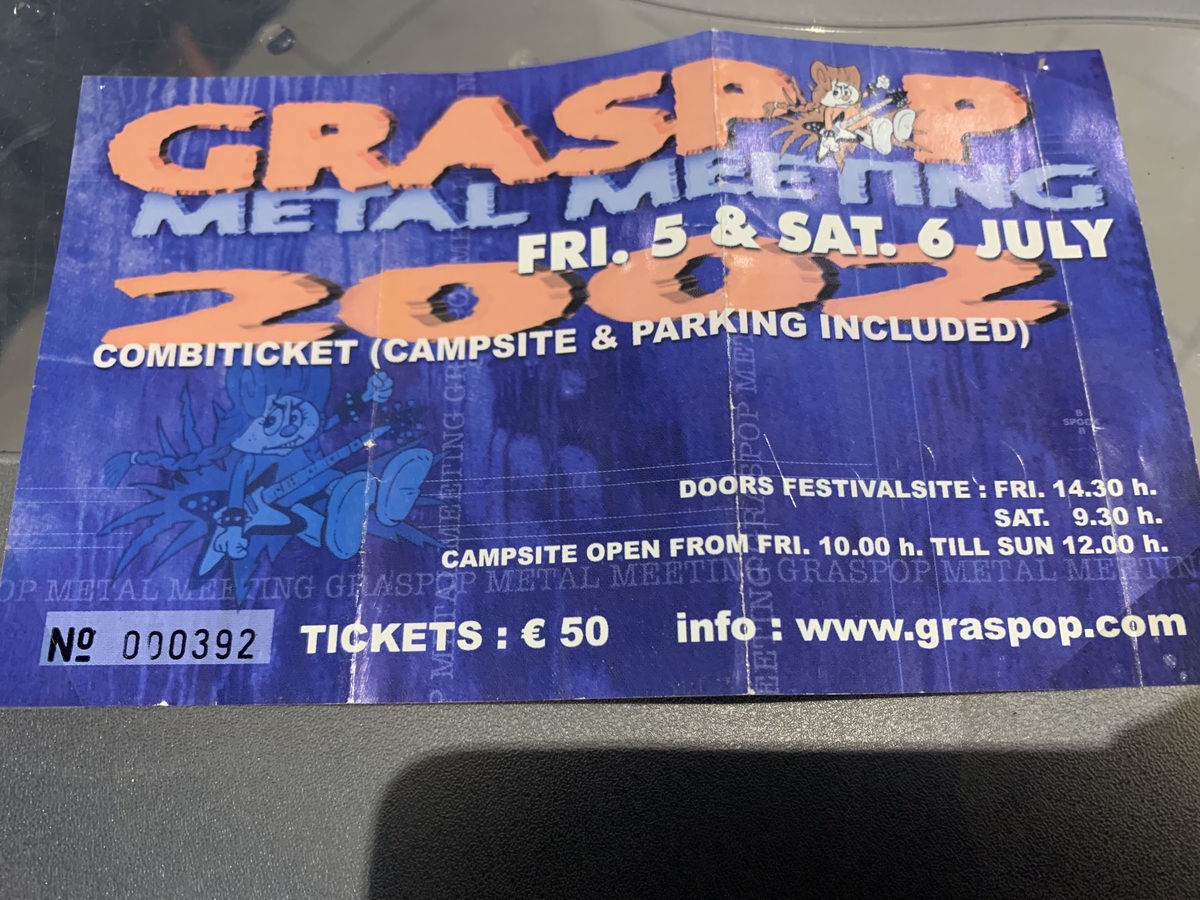 GRASPOP
METAL MEETING
FRI. 5 & SAT. 6 JULY
2002
COMBITICKET (CAMPSITE & PARKING INCLUDED)
DOORS FESTIVALSITE : FRI. 14.30 h.
SAT. 9.30 h.
CAMPSITE OPEN FROM FRI. 10.00 h. TILL SUN 12.00 h.
OP METAL MEETING GRASPOP METAL MEETING GRASPOP METAL MEETIN
Nº 000392
TICKETS : € 50
info : www.graspop.com